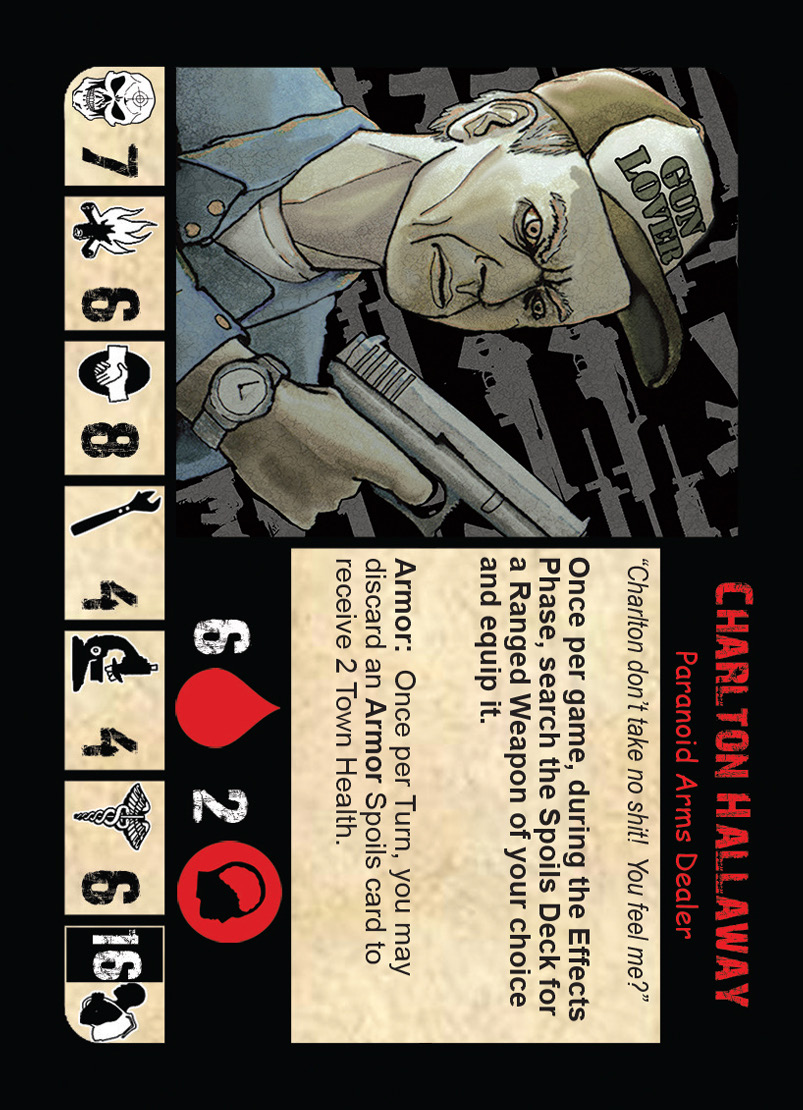 CHARLTON HALLAWAY
Paranoid Arms Dealer
GUN
LOVER
“Charlton don’t take no shit!  You feel me?”
Once per game, during the Effects
Phase, search the Spoils Deck for
a Ranged Weapon of your choice
and equip it.
Armor:  Once per Turn, you may
discard an Armor Spoils card to
receive 2 Town Health.
6
2
7
6
8
4
4
6
16